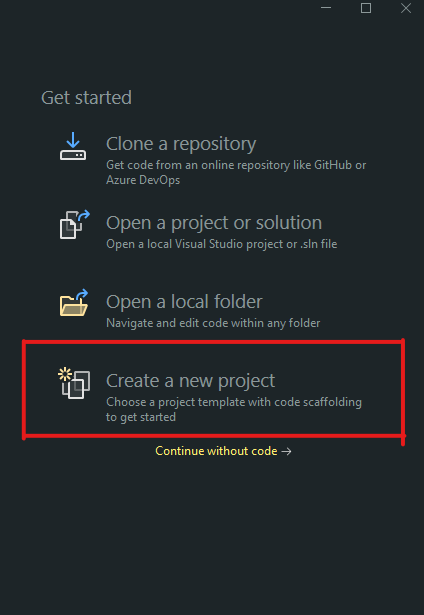 Get started
Clone a repository
Get code from an online repository like GitHub or
Azure DevOps
Open a project or solution
Open a local Visual Studio project or .sln file
Open a local folder
Navigate and edit code within any folder
Create a new project
Choose a project template with code scaffolding
to get started
Continue without code →